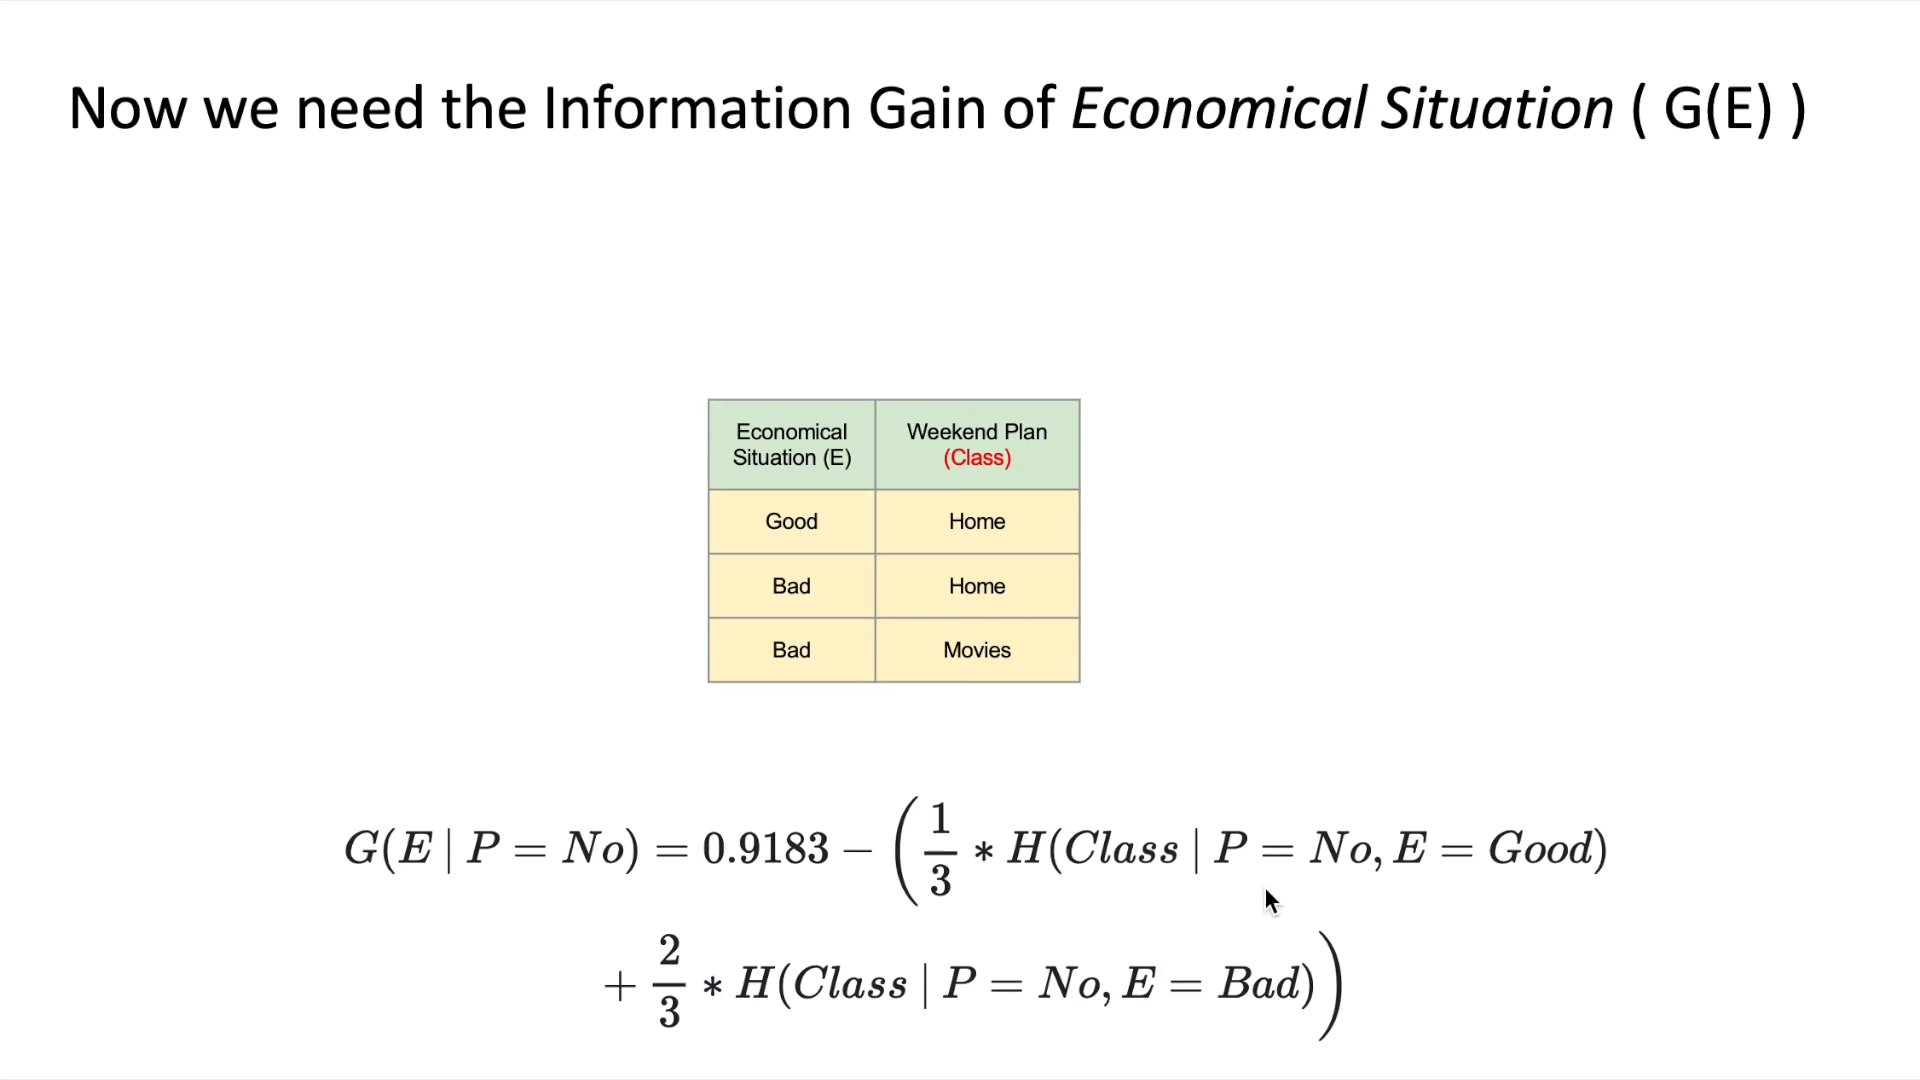 Now we need the Information Gain of Economical Situation ( G(E) )
Economical Situation (E) Weekend Plan (Class)
Good Home
Bad Home
Bad Movies
G(E | P = No) = 0.9183 − (1/3 * H(Class | P = No, E = Good)
+ 2/3 * H(Class | P = No, E = Bad))